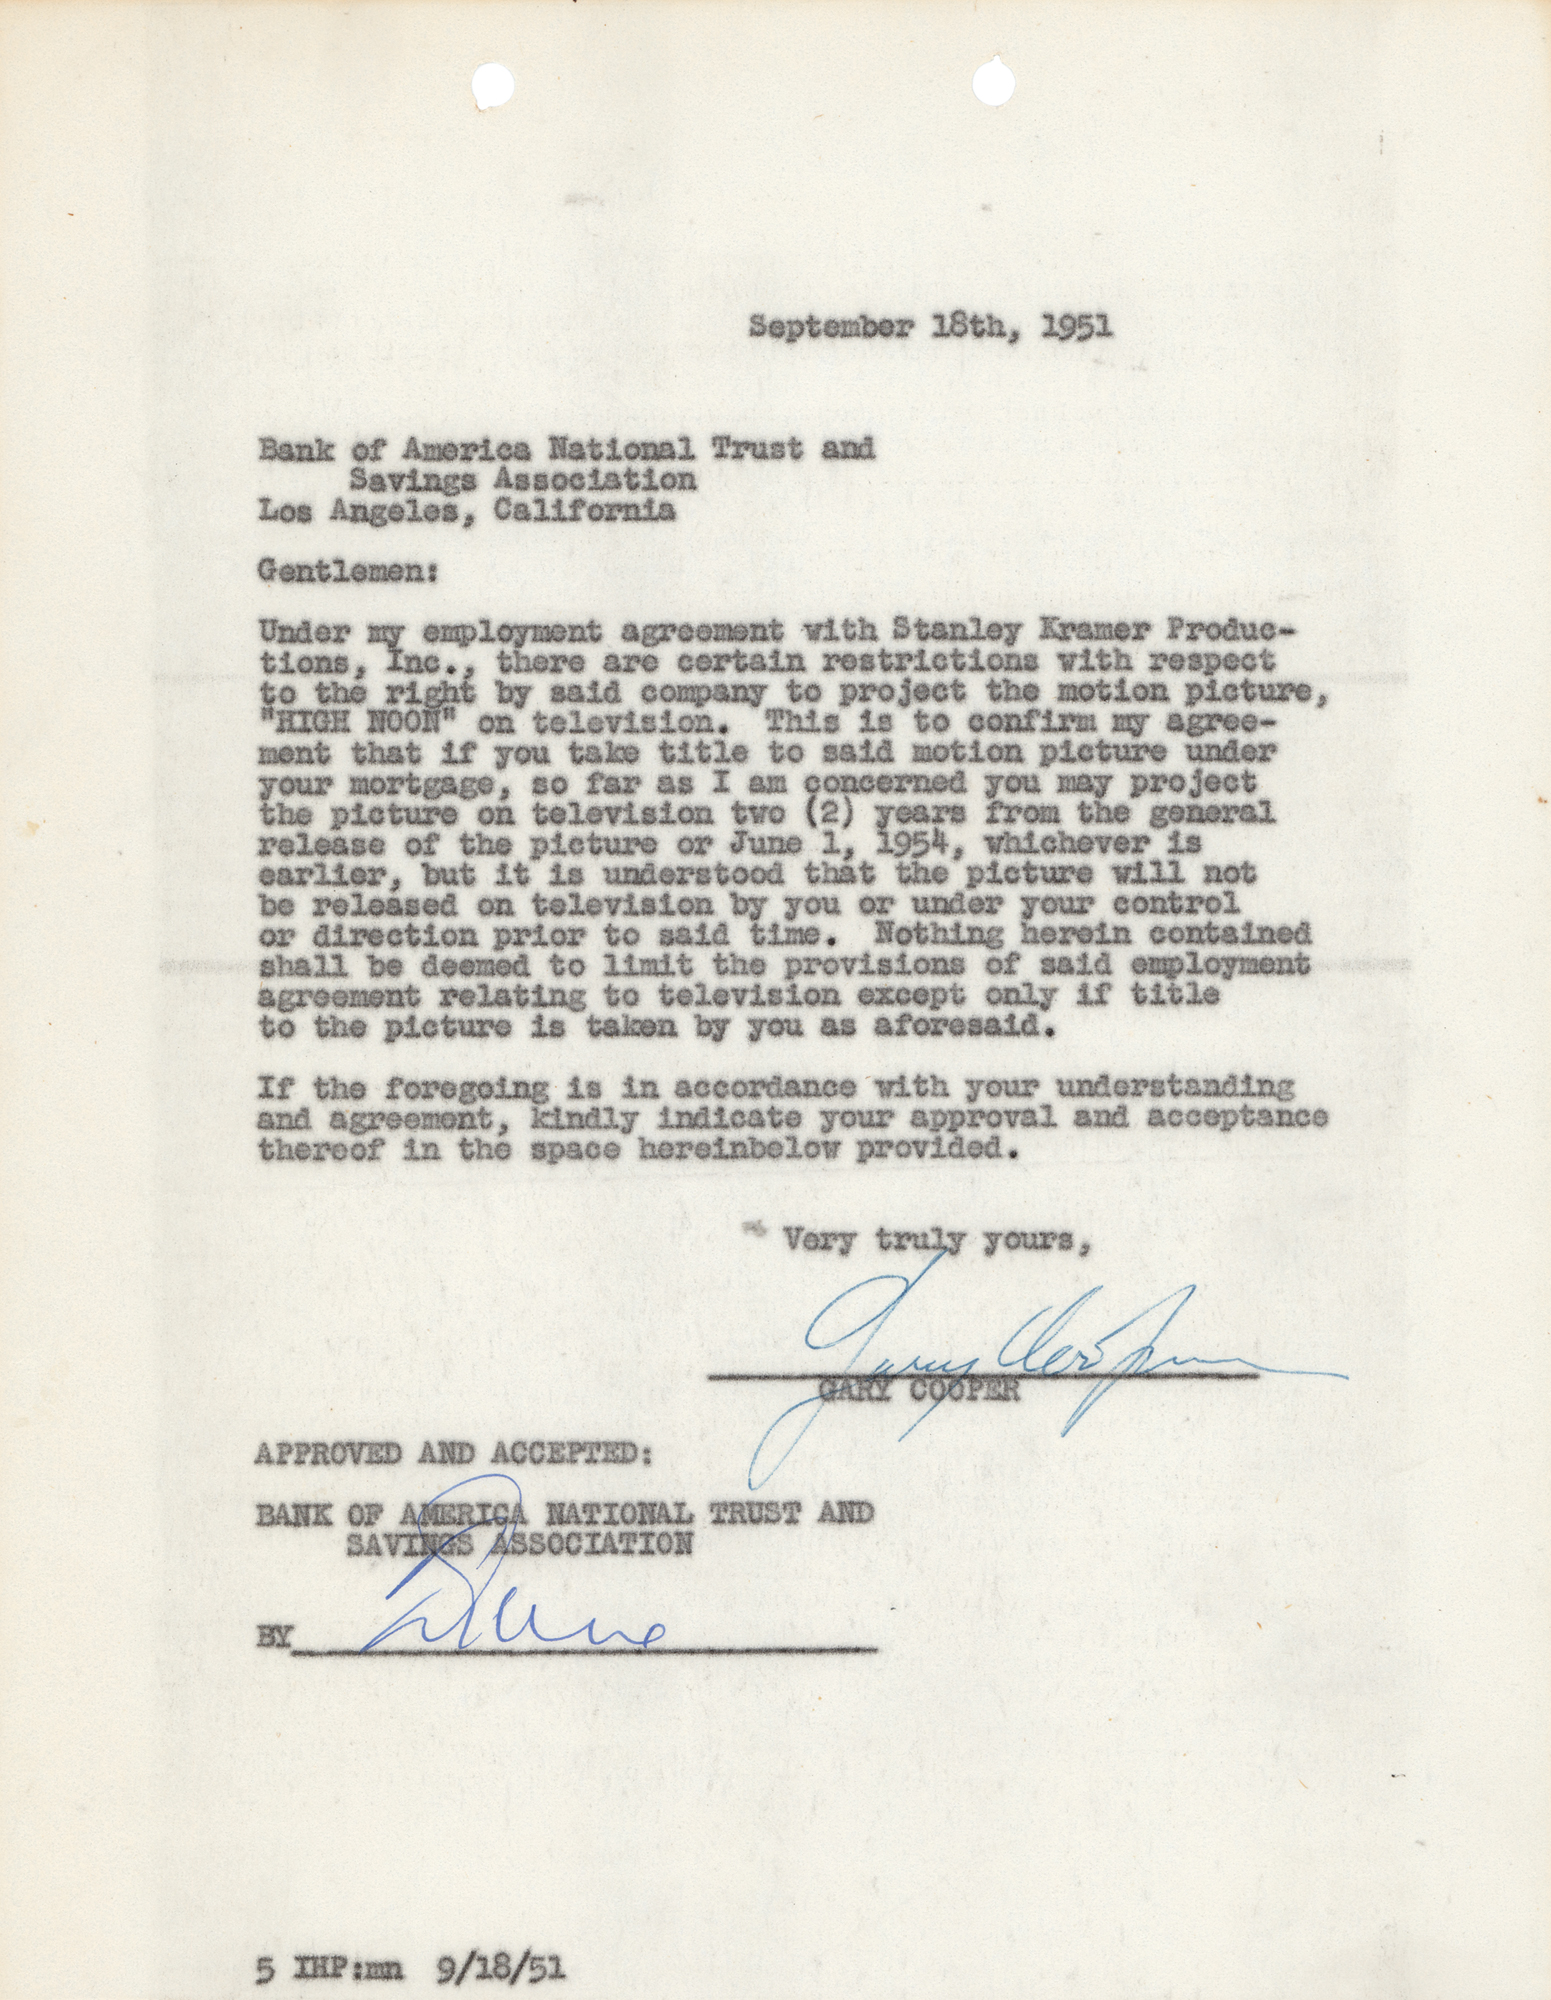 September 18th, 1951
Bank of America National Trust and
Savings Association
Los Angeles, California
Gentlemen:
Under my employment agreement with Stanley Kramer Produc-
tions, Inc., there are certain restrictions with respect
to the right by said company to project the motion picture,
"HIGH NOON" on television. This is to confirm my agree-
ment that if you take title to said motion picture under
your mortgage, so far as I am concerned you may project
the picture on television two (2) years from the general
release of the picture or June 1, 1954, whichever is
earlier, but it is understood that the picture will not
be released on television by you or under your control
or direction prior to said time. Nothing herein contained
shall be deemed to limit the provisions of said employment
agreement relating to television except only if title
to the picture is taken by you as aforesaid.
If the foregoing is in accordance with your understanding
and agreement, kindly indicate your approval and acceptance
thereof in the space hereinbelow provided.
Very truly yours,
Gary Cooper
GARY COOPER
APPROVED AND ACCEPTED:
BANK OF AMERICA NATIONAL TRUST AND
SAVINGS ASSOCIATION
BY
5 IHP:mn 9/18/51